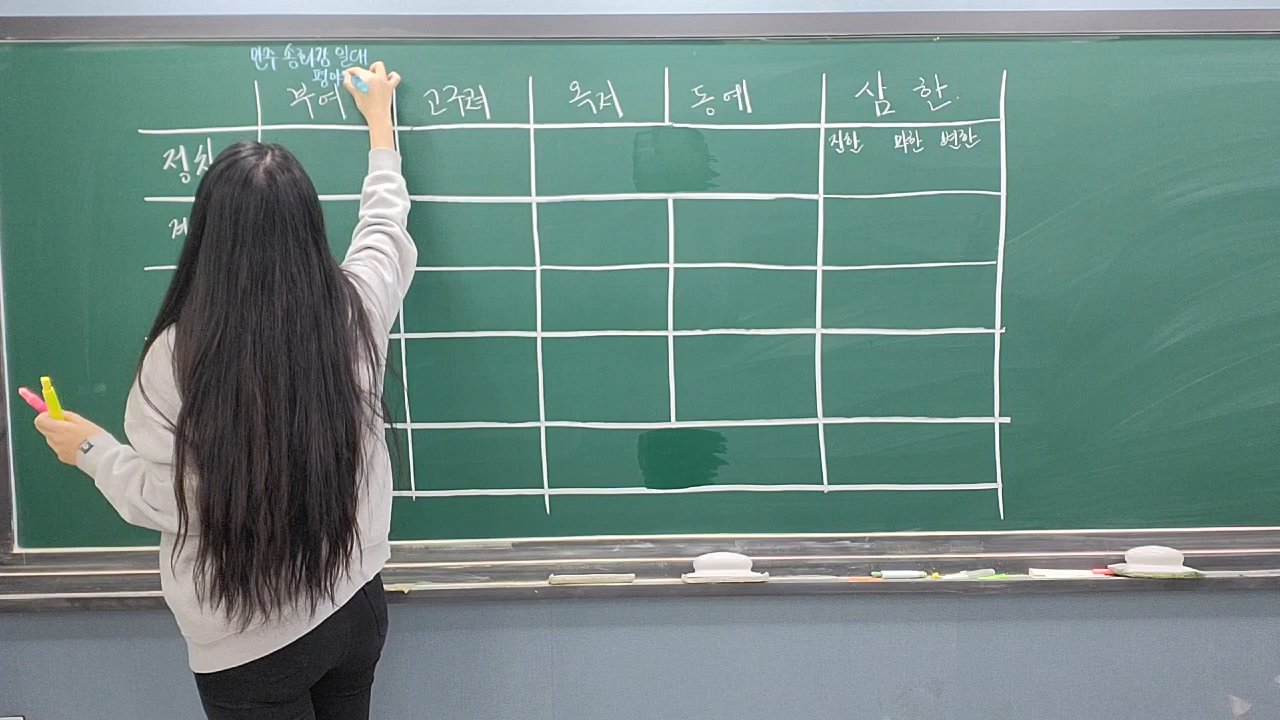 만주 송화강 일대
평야
부여 고구려 옥저 동예 삼 한.
정치 진한 마한 변한
제